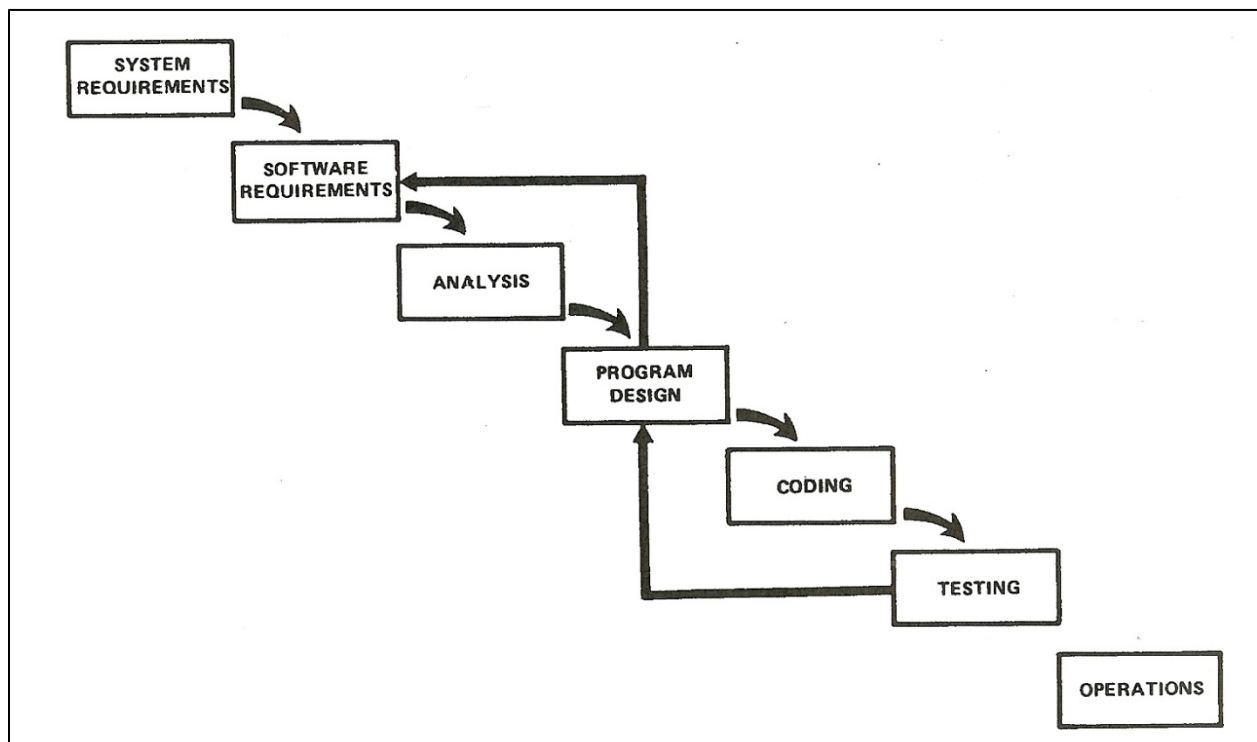 SYSTEM
REQUIREMENTS
SOFTWARE
REQUIREMENTS
ANALYSIS
PROGRAM
DESIGN
CODING
TESTING
OPERATIONS